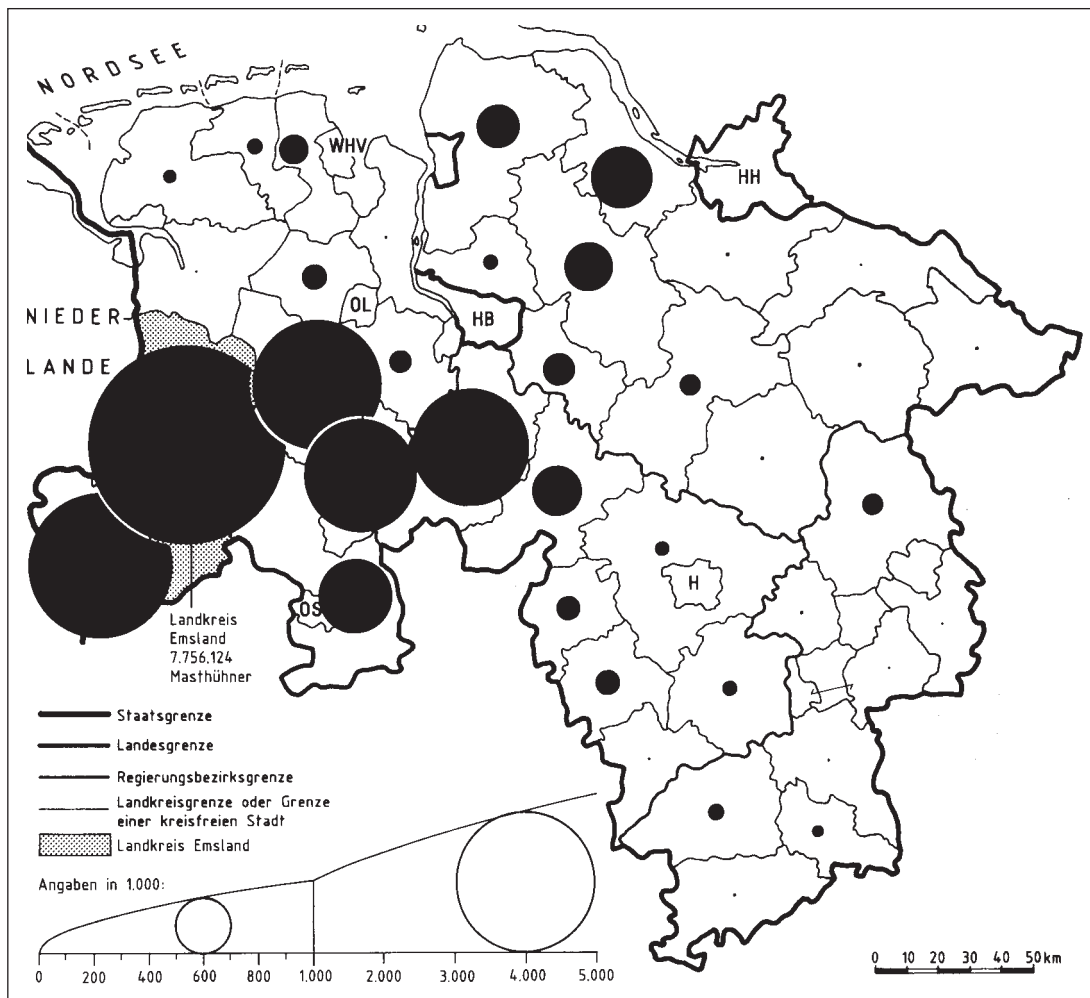 NORDSEE
WHV
HH
OL
HB
NIEDER-
LANDE
H
OS
Landkreis
Emsland
7.756.124
Masthühner
Staatsgrenze
Landesgrenze
Regierungsbezirksgrenze
Landkreisgrenze oder Grenze
einer kreisfreien Stadt
Landkreis Emsland
Angaben in 1.000:
0 200 400 600 800 1.000 2.000 3.000 4.000 5.000
0 10 20 30 40 50 km